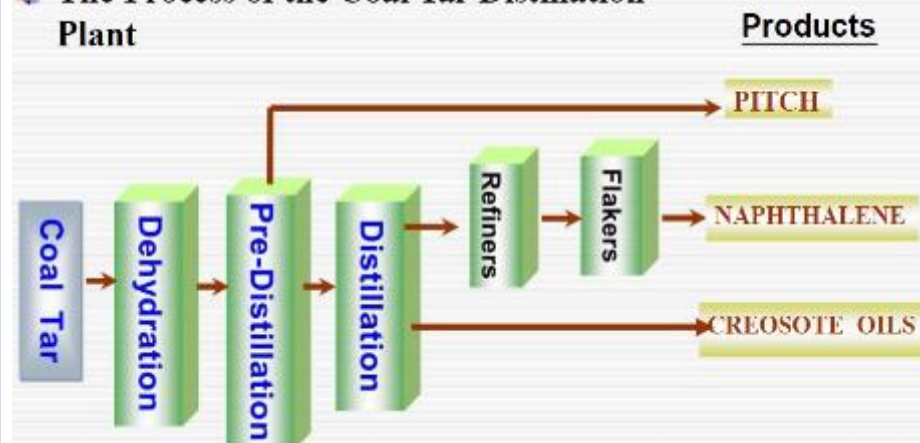 The Process of the Coal Tar Distillation
Plant
Products
PITCH
Coal Tar
Dehydration
Pre-Distillation
Distillation
Refiners
Flakers
NAPHTHALENE
CREOSOTE OILS